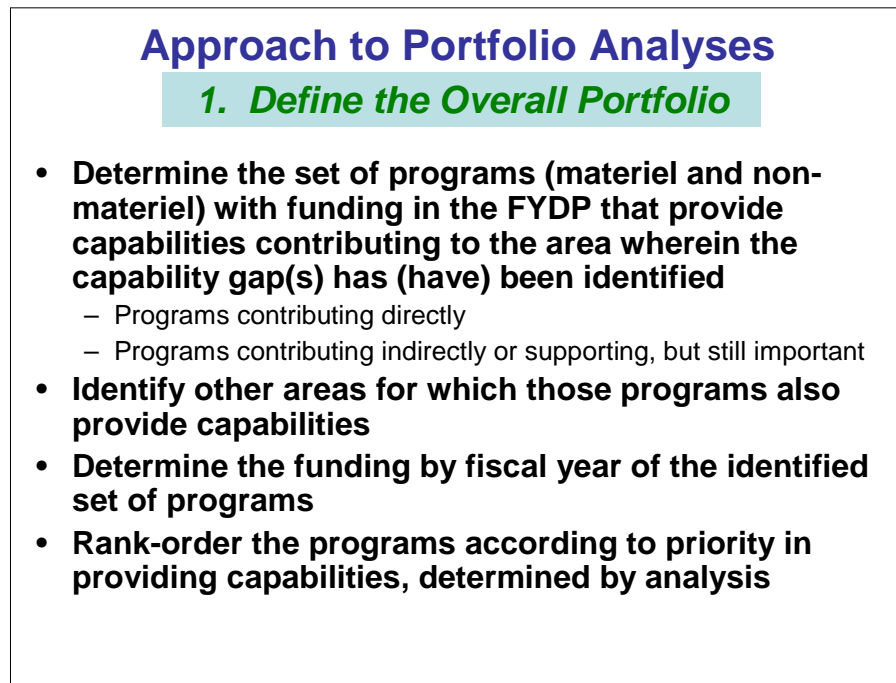 Approach to Portfolio Analyses
1. Define the Overall Portfolio
• Determine the set of programs (materiel and non-
materiel) with funding in the FYDP that provide
capabilities contributing to the area wherein the
capability gap(s) has (have) been identified
– Programs contributing directly
– Programs contributing indirectly or supporting, but still important
• Identify other areas for which those programs also
provide capabilities
• Determine the funding by fiscal year of the identified
set of programs
• Rank-order the programs according to priority in
providing capabilities, determined by analysis